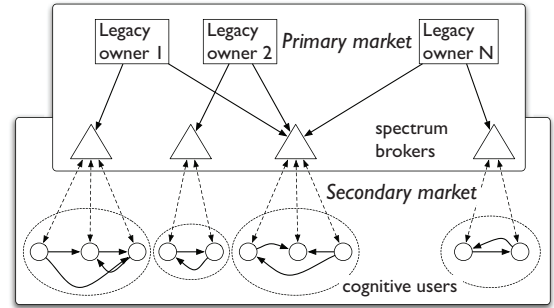 Legacy
owner 1
Legacy
owner 2
Primary market
Legacy
owner N
spectrum
brokers
Secondary market
cognitive users